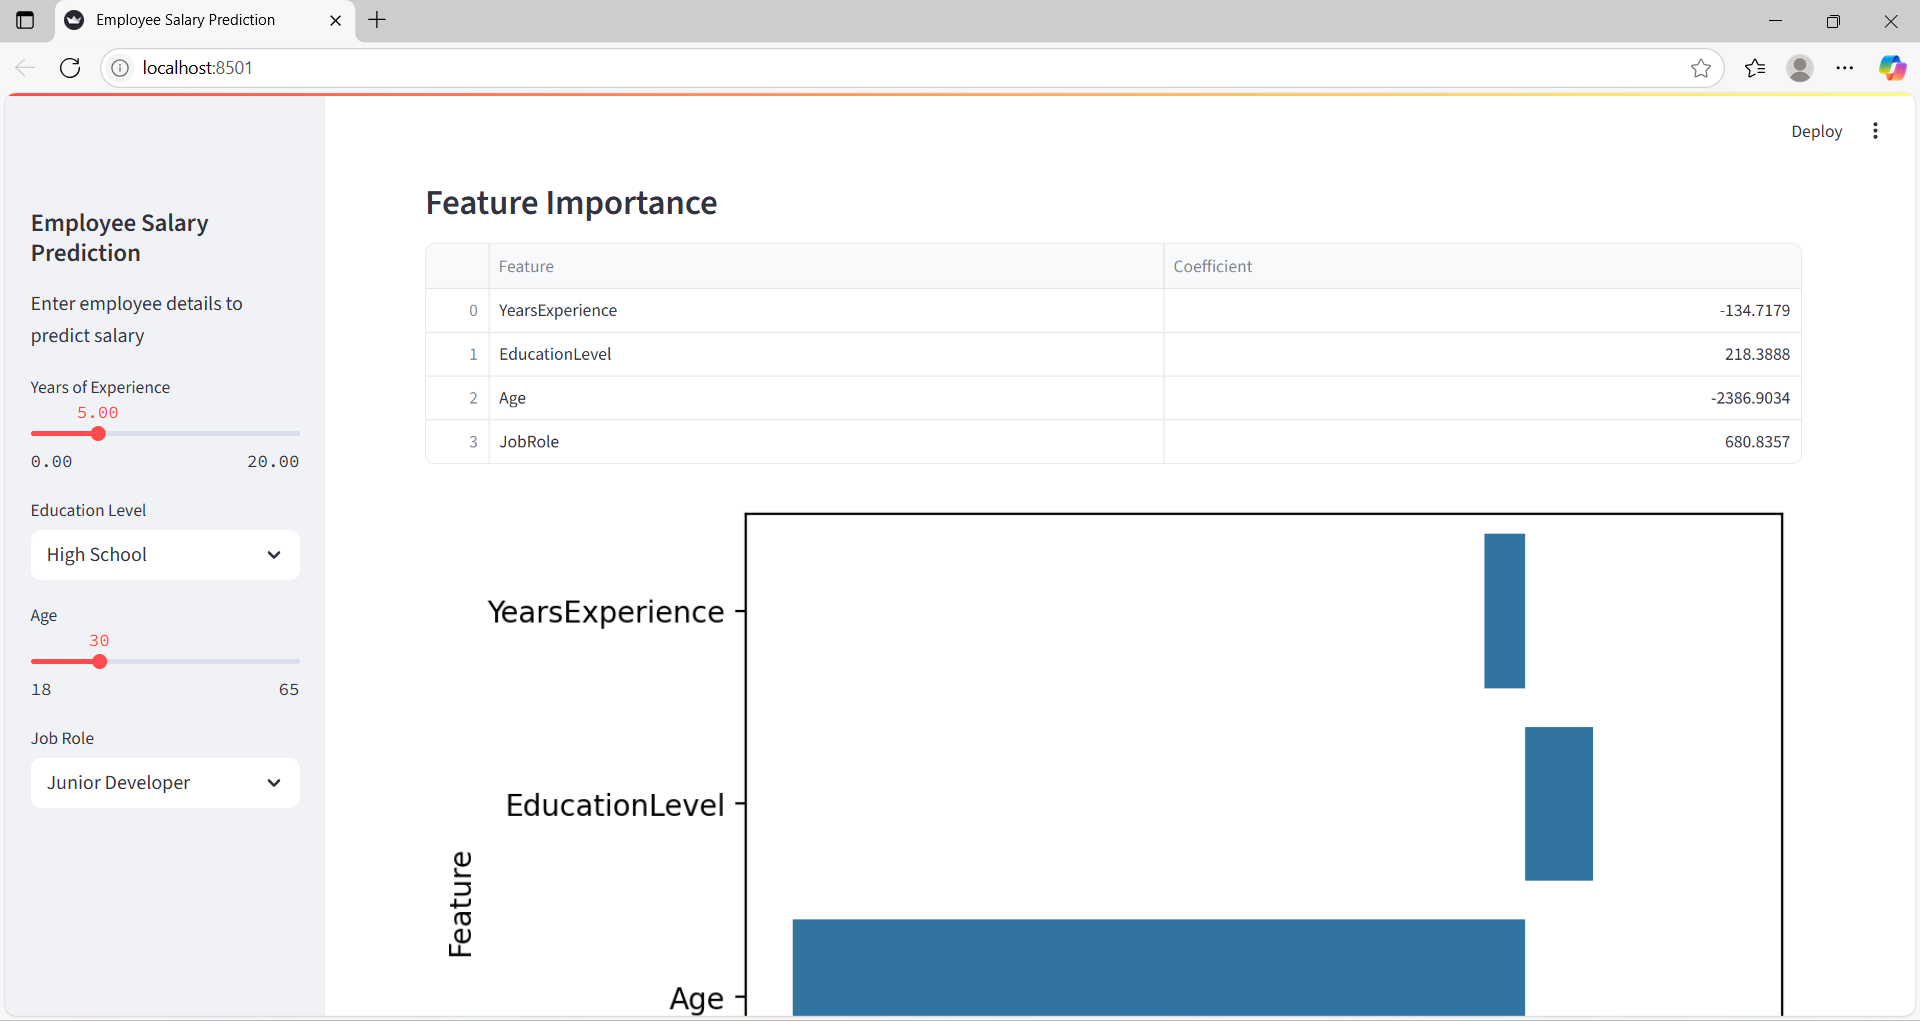 Employee Salary Prediction
localhost:8501
Deploy
Employee Salary
Prediction
Enter employee details to
predict salary
Years of Experience
5.00
0.00 20.00
Education Level
High School
Age
30
18 65
Job Role
Junior Developer
Feature Importance
Feature Coefficient
0 YearsExperience -134.7179
1 EducationLevel 218.3888
2 Age -2386.9034
3 JobRole 680.8357
YearsExperience
EducationLevel
Age
Feature